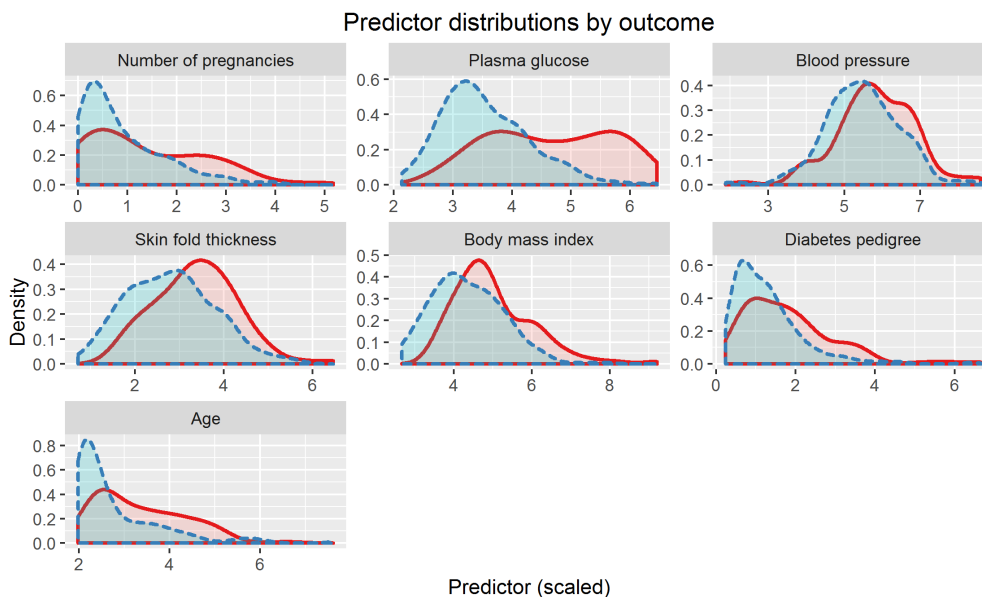 Predictor distributions by outcome
Number of pregnancies
Plasma glucose
Blood pressure
0.6
0.4
0.2
0.0
0 1 2 3 4 5
0.6
0.4
0.2
0.0
2 3 4 5 6
0.4
0.3
0.2
0.1
0.0
3 5 7
Skin fold thickness
Body mass index
Diabetes pedigree
0.4
0.3
0.2
0.1
0.0
2 4 6
0.5
0.4
0.3
0.2
0.1
0.0
4 6 8
0.6
0.4
0.2
0.0
0 2 4 6
Density
Age
0.8
0.6
0.4
0.2
0.0
2 4 6
Predictor (scaled)